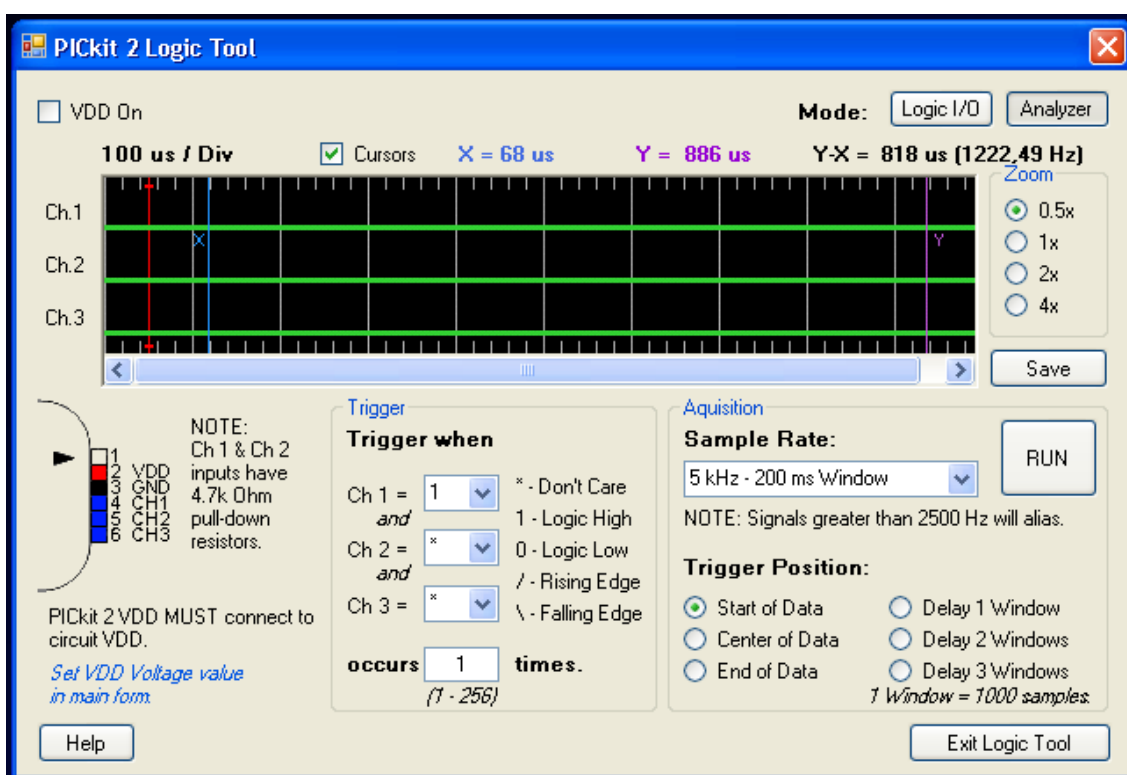 PICkit 2 Logic Tool
VDD On
Mode: Logic I/O Analyzer
100 us / Div Cursors X = 68 us Y = 886 us Y-X = 818 us (1222,49 Hz)
Zoom
Ch.1
0.5x
X Y
1x
Ch.2
2x
Ch.3
4x
Save
NOTE:
Ch 1 & Ch 2
inputs have
4.7k Ohm
pull-down
resistors.
1
2 VDD
3 GND
4 CH1
5 CH2
6 CH3
PICkit 2 VDD MUST connect to
circuit VDD.
Set VDD Voltage value
in main form.
Trigger
Trigger when
Ch 1 = 1
and
Ch 2 = *
and
Ch 3 = *
* - Don't Care
1 - Logic High
0 - Logic Low
/ - Rising Edge
\ - Falling Edge
occurs 1 times.
(1 - 256)
Aquisition
Sample Rate:
5 kHz - 200 ms Window
RUN
NOTE: Signals greater than 2500 Hz will alias.
Trigger Position:
Start of Data Delay 1 Window
Center of Data Delay 2 Windows
End of Data Delay 3 Windows
1 Window = 1000 samples.
Help
Exit Logic Tool